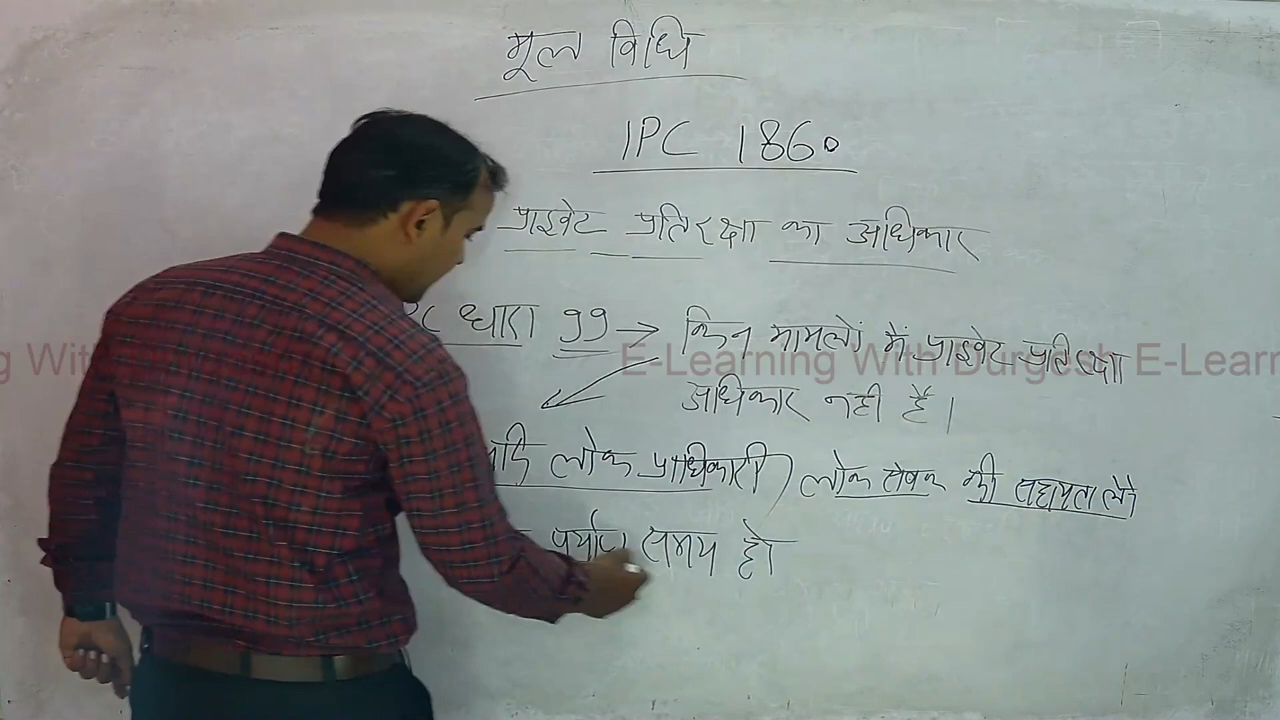 मूल विधि
IPC 1860
प्राइवेट प्रतिरक्षा का अधिकार
धारा 99 → किन मामलों में प्राइवेट प्रतिरक्षा
अधिकार नही है।
यदि लोक प्राधिकारी) लोक सेवक की सहायता लेने
पर्याप्त समय हो
E-Learning With Durgesh E-Learn